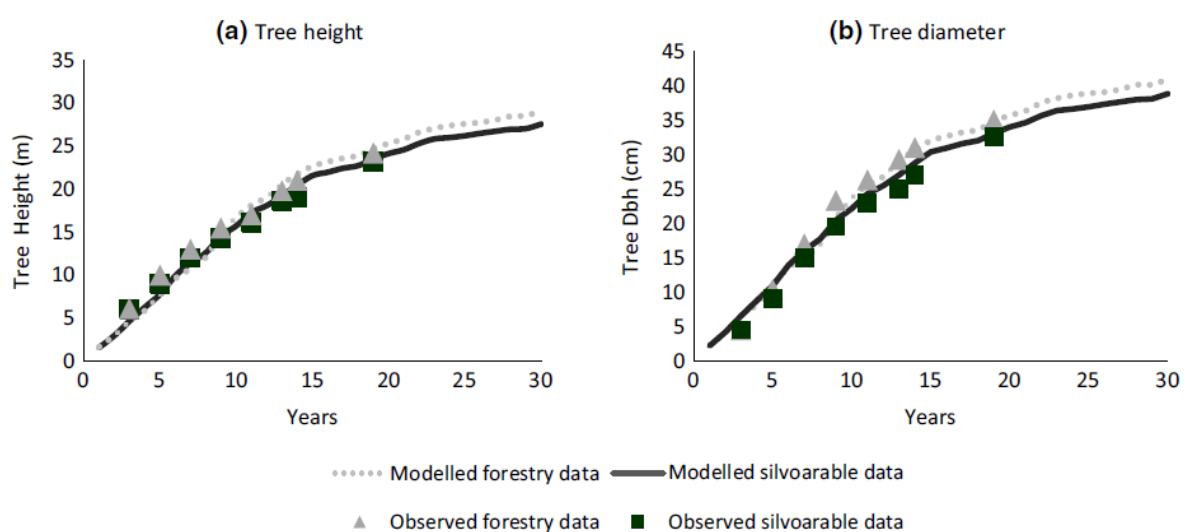 (a) Tree height
35
30
25
20
15
10
5
0
Tree Height (m)
0 5 10 15 20 25 30
Years
(b) Tree diameter
45
40
35
30
25
20
15
10
5
0
Tree Dbh (cm)
0 5 10 15 20 25 30
Years
Modelled forestry data Modelled silvoarable data
Observed forestry data Observed silvoarable data